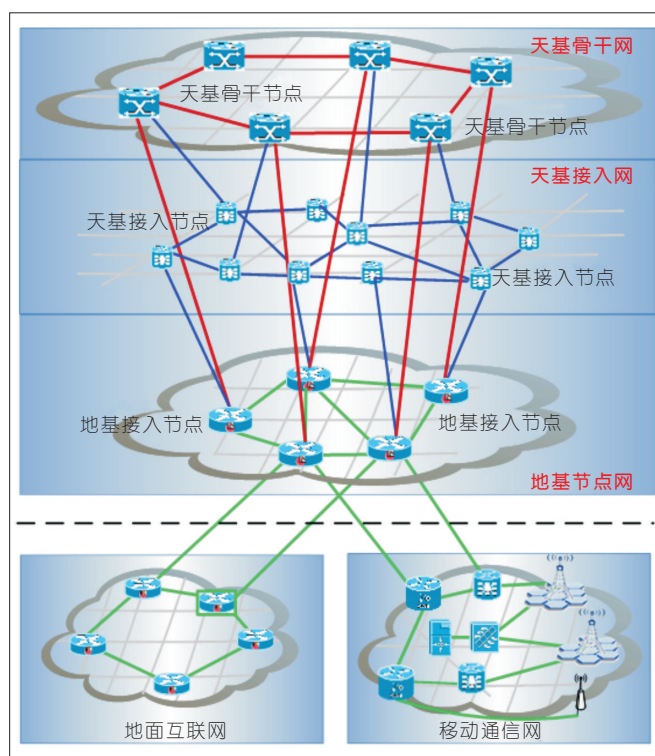 天基骨干网
天基骨干节点
天基骨干节点
天基接入网
天基接入节点
天基接入节点
地基接入节点
地基接入节点
地基节点网
地面互联网
移动通信网